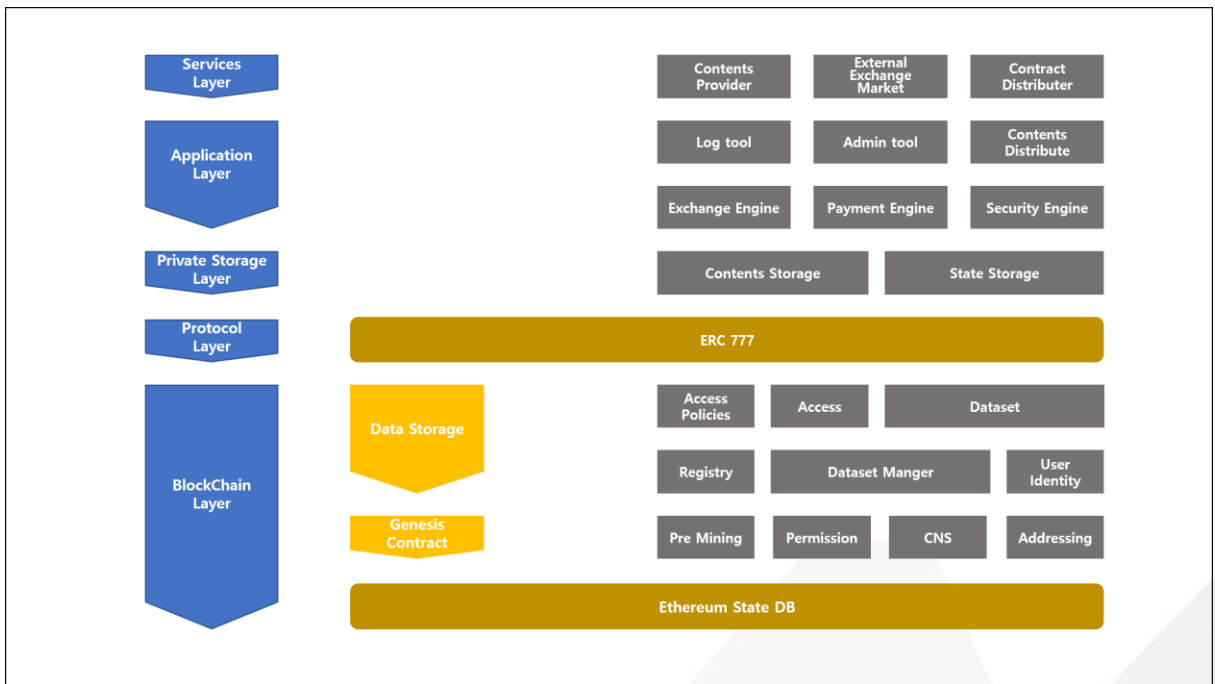 Services
Layer
Contents
Provider
External
Exchange
Market
Contract
Distributer
Application
Layer
Log tool
Admin tool
Contents
Distribute
Exchange Engine
Payment Engine
Security Engine
Private Storage
Layer
Contents Storage
State Storage
Protocol
Layer
ERC 777
BlockChain
Layer
Data Storage
Access
Policies
Access
Dataset
Registry
Dataset Manger
User
Identity
Genesis
Contract
Pre Mining
Permission
CNS
Addressing
Ethereum State DB